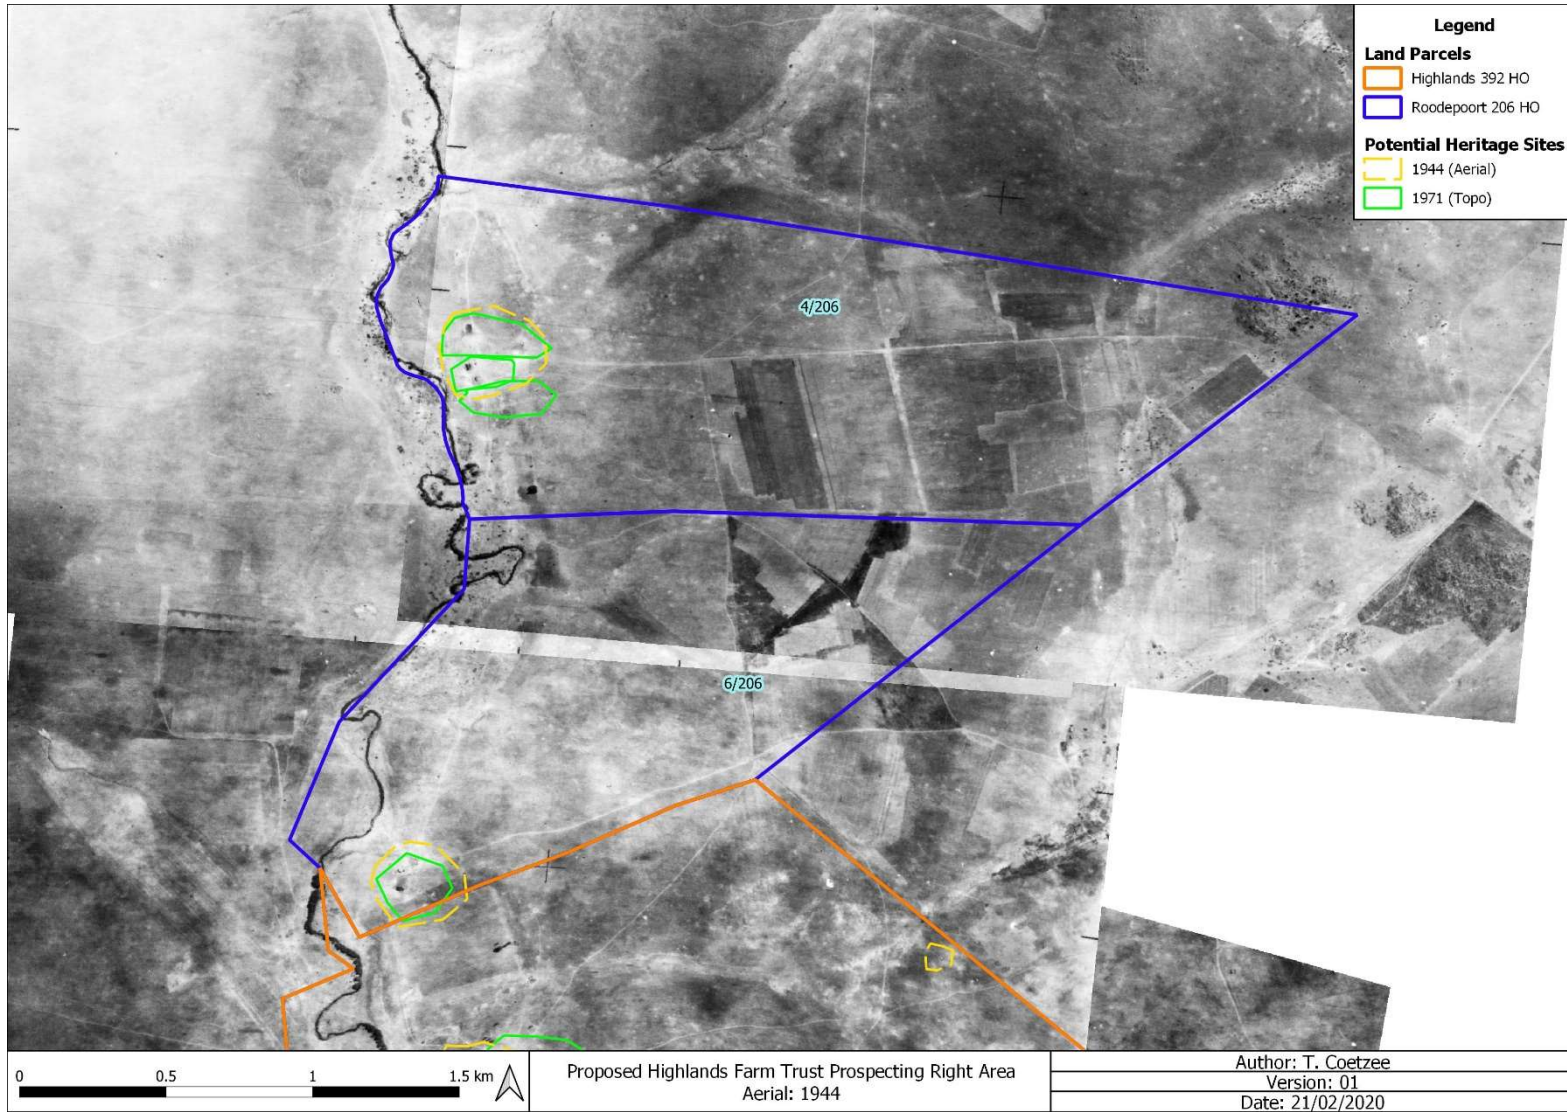 Legend
Land Parcels
Highlands 392 HO
Roodepoort 206 HO
Potential Heritage Sites
1944 (Aerial)
1971 (Topo)
4/206
6/206
0 0.5 1 1.5 km
Proposed Highlands Farm Trust Prospecting Right Area
Aerial: 1944
Author: T. Coetzee
Version: 01
Date: 21/02/2020